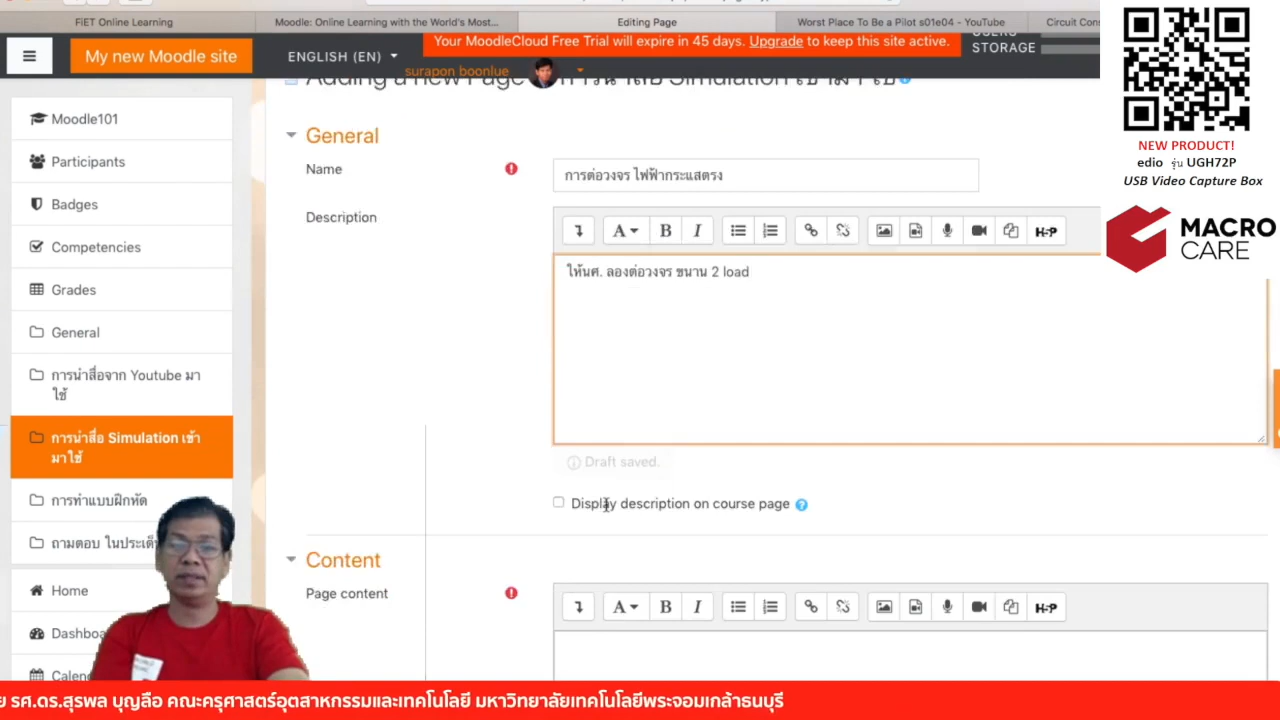 FiET Online Learning
Moodle: Online Learning with the World's Most...
Editing Page
Worst Place To Be a Pilot s01e04 - YouTube
My new Moodle site
ENGLISH (EN)
Your MoodleCloud Free Trial will expire in 45 days. Upgrade to keep this site active.
STORAGE
surapon boonlue
NEW PRODUCT!
edio รุ่น UGH72P
USB Video Capture Box
MACRO
CARE
Moodle101
Participants
Badges
Competencies
Grades
General
การนำสื่อจาก Youtube มา
ใช้
การนำสื่อ Simulation เข้า
มาใช้
การทำแบบฝึกหัด
ถามตอบ
Home
Calen
General
Name
การต่อวงจร ไฟฟ้ากระแสตรง
Description
A B I
H5P
ให้นศ. ลองต่อวงจร ขนาน 2 load
Draft saved.
Display description on course page
Content
Page content
A B I
H5P
รศ.ดร.สุรพล บุญลือ คณะครุศาสตร์อุตสาหกรรมและเทคโนโลยี มหาวิทยาลัยเทคโนโลยีพระจอมเกล้าธนบุรี